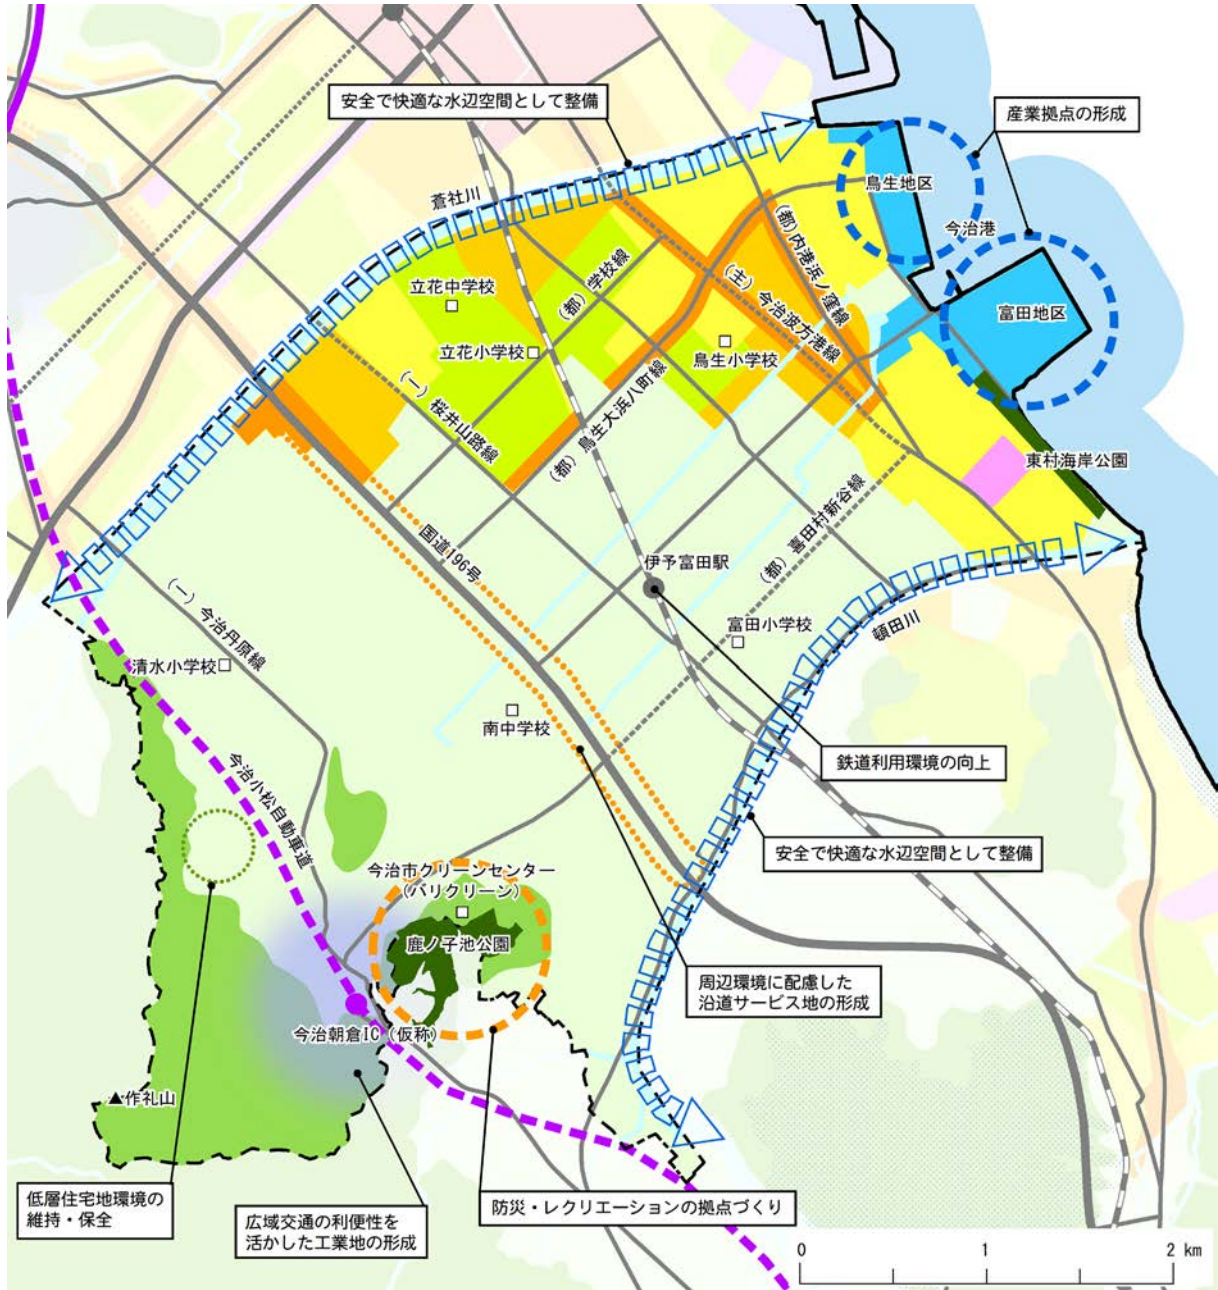 安全で快適な水辺空間として整備
産業拠点の形成
蒼社川
鳥生地区
今治港
富田地区
立花中学校
(都)学校線
(都)内港浜ノ窪線
(主)今治波方港線
立花小学校
鳥生小学校
(一)桜井山路線
(都)鳥生大浜八町線
東村海岸公園
(都)喜田村新谷線
国道196号
伊予富田駅
(一)今治丹原線
富田小学校
頓田川
清水小学校
南中学校
鉄道利用環境の向上
今治小松自動車道
安全で快適な水辺空間として整備
今治市クリーンセンター
(バリクリーン)
鹿ノ子池公園
周辺環境に配慮した
沿道サービス地の形成
今治朝倉IC(仮称)
▲作礼山
低層住宅地環境の
維持・保全
広域交通の利便性を
活かした工業地の形成
防災・レクリエーションの拠点づくり
0 1 2 km